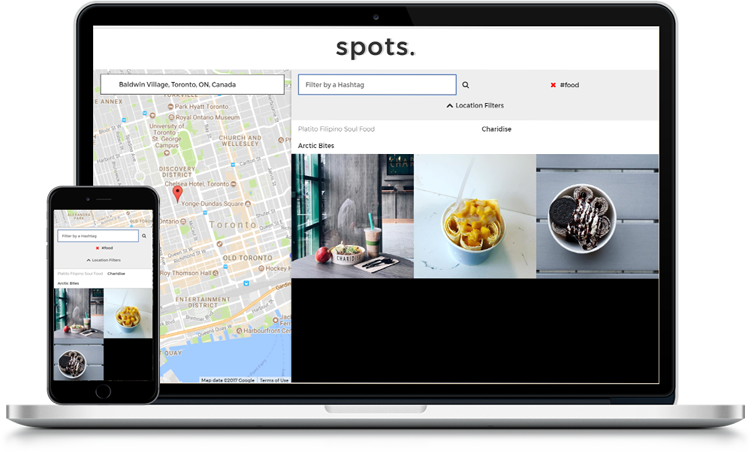 spots.
Baldwin Village, Toronto, ON, Canada
Filter by a Hashtag
✖ #food
Location Filters
Platito Filipino Soul Food
Charidise
Arctic Bites
Park Hyatt Toronto
Royal Ontario Museum
University of
Toronto
St. George
Campus
CHURCH AND
WELLESLEY
DISCOVERY
DISTRICT
Chelsea Hotel, Toronto
Yonge-Dundas Square
Toronto
OLD TORONTO
Roy Thomson Hall
Hockey
ENTERTAINMENT
DISTRICT
Harbourfront Centre
QUAY
Map data ©2017 Google
Terms of Use
Filter by a Hashtag
✖ #food
Location Filters
Platito Filipino Soul Food
Charidise
Arctic Bites